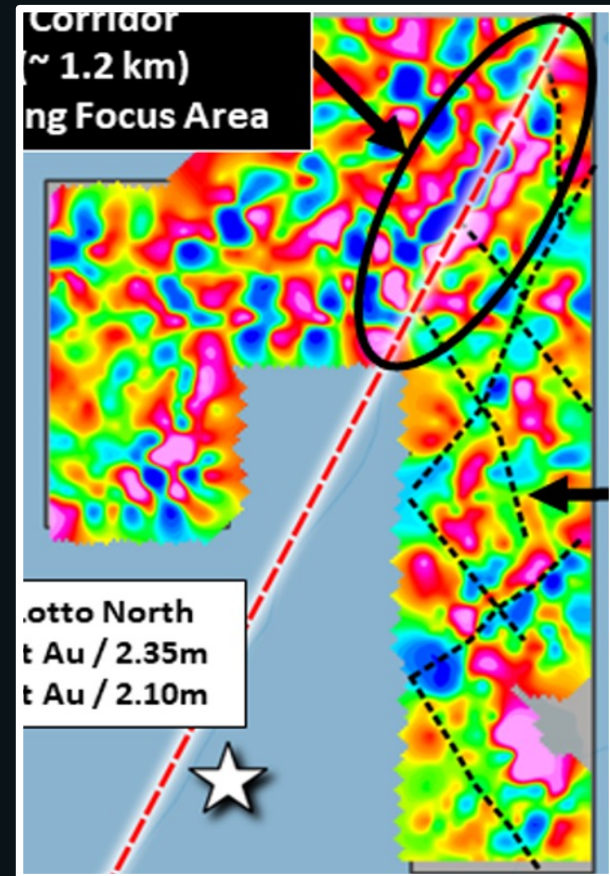 Corridor
(~ 1.2 km)
ng Focus Area
otto North
t Au / 2.35m
t Au / 2.10m